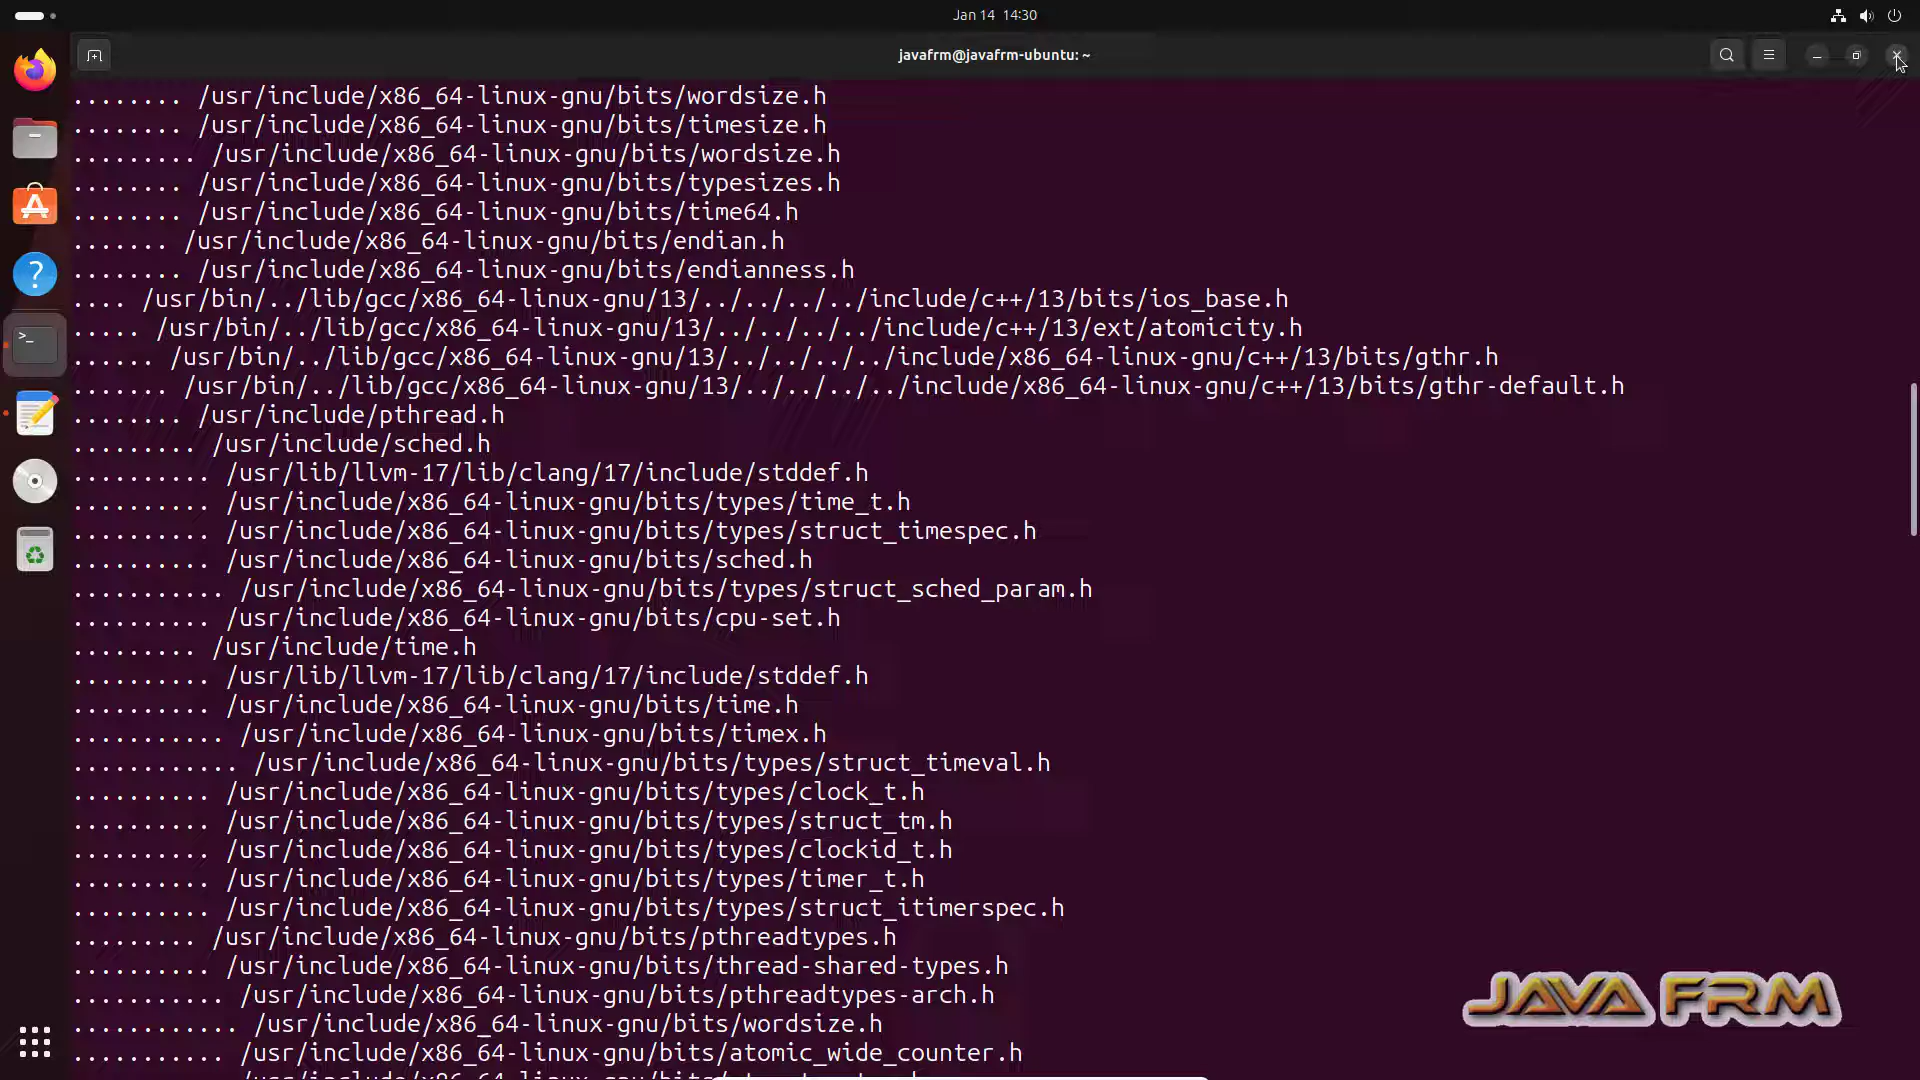 Jan 14 14:30
javafrm@javafrm-ubuntu: ~
........ /usr/include/x86_64-linux-gnu/bits/wordsize.h
........ /usr/include/x86_64-linux-gnu/bits/timesize.h
......... /usr/include/x86_64-linux-gnu/bits/wordsize.h
........ /usr/include/x86_64-linux-gnu/bits/typesizes.h
........ /usr/include/x86_64-linux-gnu/bits/time64.h
....... /usr/include/x86_64-linux-gnu/bits/endian.h
........ /usr/include/x86_64-linux-gnu/bits/endianness.h
.... /usr/bin/../lib/gcc/x86_64-linux-gnu/13/../../../../include/c++/13/bits/ios_base.h
..... /usr/bin/../lib/gcc/x86_64-linux-gnu/13/../../../../include/c++/13/ext/atomicity.h
...... /usr/bin/../lib/gcc/x86_64-linux-gnu/13/../../../../include/x86_64-linux-gnu/c++/13/bits/gthr.h
....... /usr/bin/../lib/gcc/x86_64-linux-gnu/13/../../../../include/x86_64-linux-gnu/c++/13/bits/gthr-default.h
........ /usr/include/pthread.h
......... /usr/include/sched.h
.......... /usr/lib/llvm-17/lib/clang/17/include/stddef.h
.......... /usr/include/x86_64-linux-gnu/bits/types/time_t.h
.......... /usr/include/x86_64-linux-gnu/bits/types/struct_timespec.h
.......... /usr/include/x86_64-linux-gnu/bits/sched.h
........... /usr/include/x86_64-linux-gnu/bits/types/struct_sched_param.h
.......... /usr/include/x86_64-linux-gnu/bits/cpu-set.h
......... /usr/include/time.h
.......... /usr/lib/llvm-17/lib/clang/17/include/stddef.h
.......... /usr/include/x86_64-linux-gnu/bits/time.h
........... /usr/include/x86_64-linux-gnu/bits/timex.h
............ /usr/include/x86_64-linux-gnu/bits/types/struct_timeval.h
.......... /usr/include/x86_64-linux-gnu/bits/types/clock_t.h
.......... /usr/include/x86_64-linux-gnu/bits/types/struct_tm.h
.......... /usr/include/x86_64-linux-gnu/bits/types/clockid_t.h
.......... /usr/include/x86_64-linux-gnu/bits/types/timer_t.h
.......... /usr/include/x86_64-linux-gnu/bits/types/struct_itimerspec.h
......... /usr/include/x86_64-linux-gnu/bits/pthreadtypes.h
.......... /usr/include/x86_64-linux-gnu/bits/thread-shared-types.h
........... /usr/include/x86_64-linux-gnu/bits/pthreadtypes-arch.h
............ /usr/include/x86_64-linux-gnu/bits/wordsize.h
........... /usr/include/x86_64-linux-gnu/bits/atomic_wide_counter.h
JAVA FRM